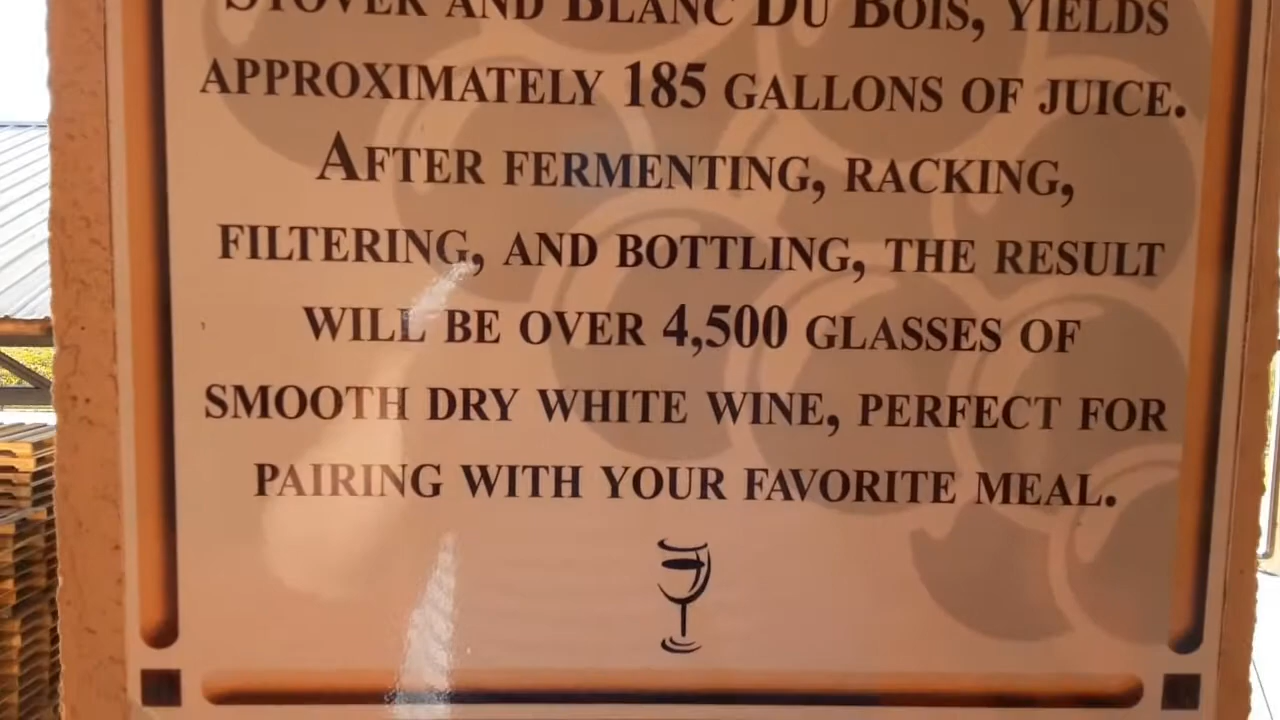 STOVER AND BLANC DU BOIS, YIELDS
APPROXIMATELY 185 GALLONS OF JUICE.
AFTER FERMENTING, RACKING,
FILTERING, AND BOTTLING, THE RESULT
WILL BE OVER 4,500 GLASSES OF
SMOOTH DRY WHITE WINE, PERFECT FOR
PAIRING WITH YOUR FAVORITE MEAL.